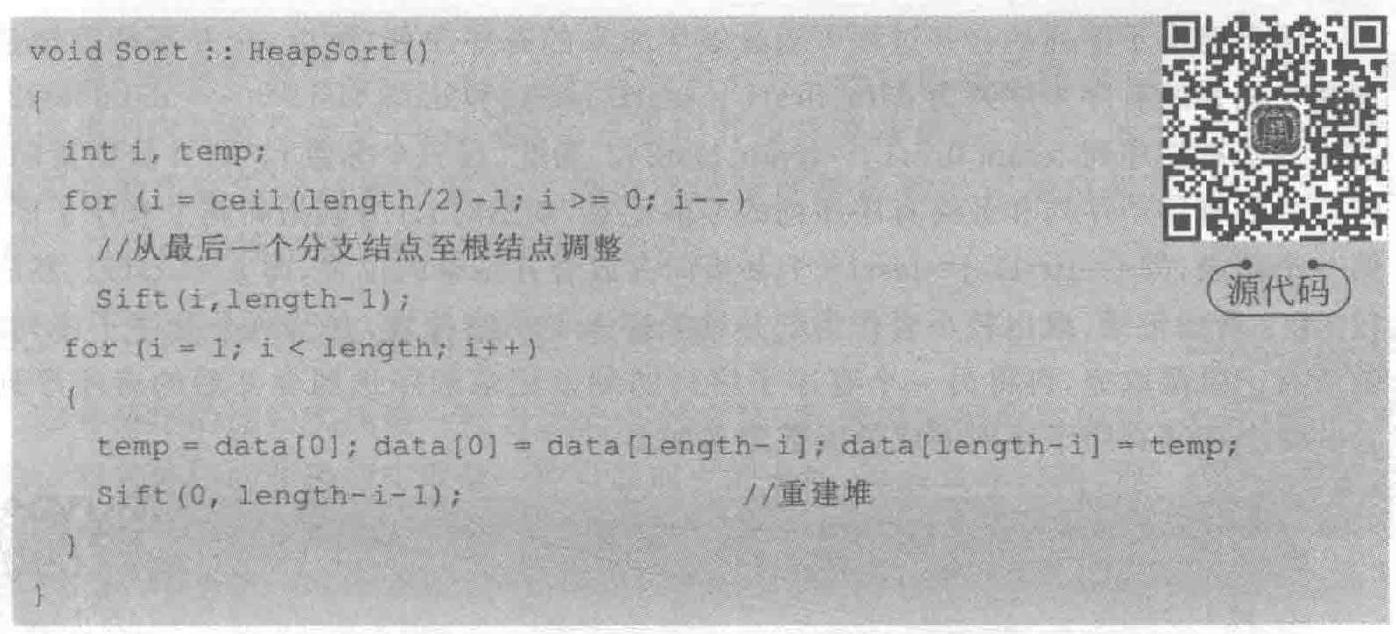 void Sort :: HeapSort()
{
int i, temp;
for (i = ceil(length/2)-1; i >= 0; i--)
//从最后一个分支结点至根结点调整
Sift(i,length-1);
for (i = 1; i < length; i++)
{
temp = data[0]; data[0] = data[length-i]; data[length-i] = temp;
Sift(0, length-i-1); //重建堆
}
}
源代码